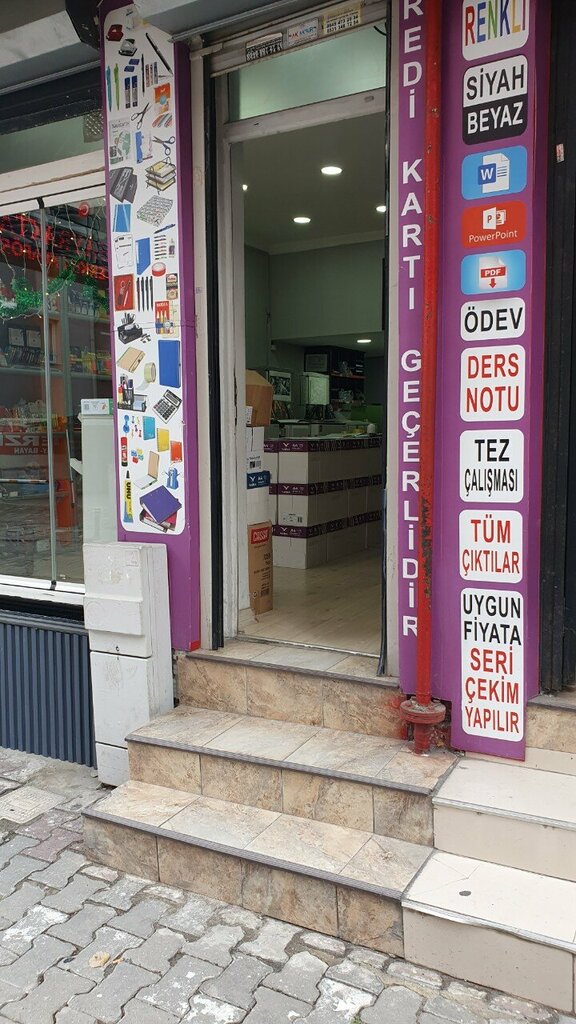 REDİ KARTI GEÇERLİDİR
RENKLİ
SİYAH
BEYAZ
W
P
PowerPoint
PDF
ÖDEV
DERS
NOTU
TEZ
ÇALIŞMASI
TÜM
ÇIKTILAR
UYGUN
FİYATA
SERİ
ÇEKİM
YAPILIR
UHU